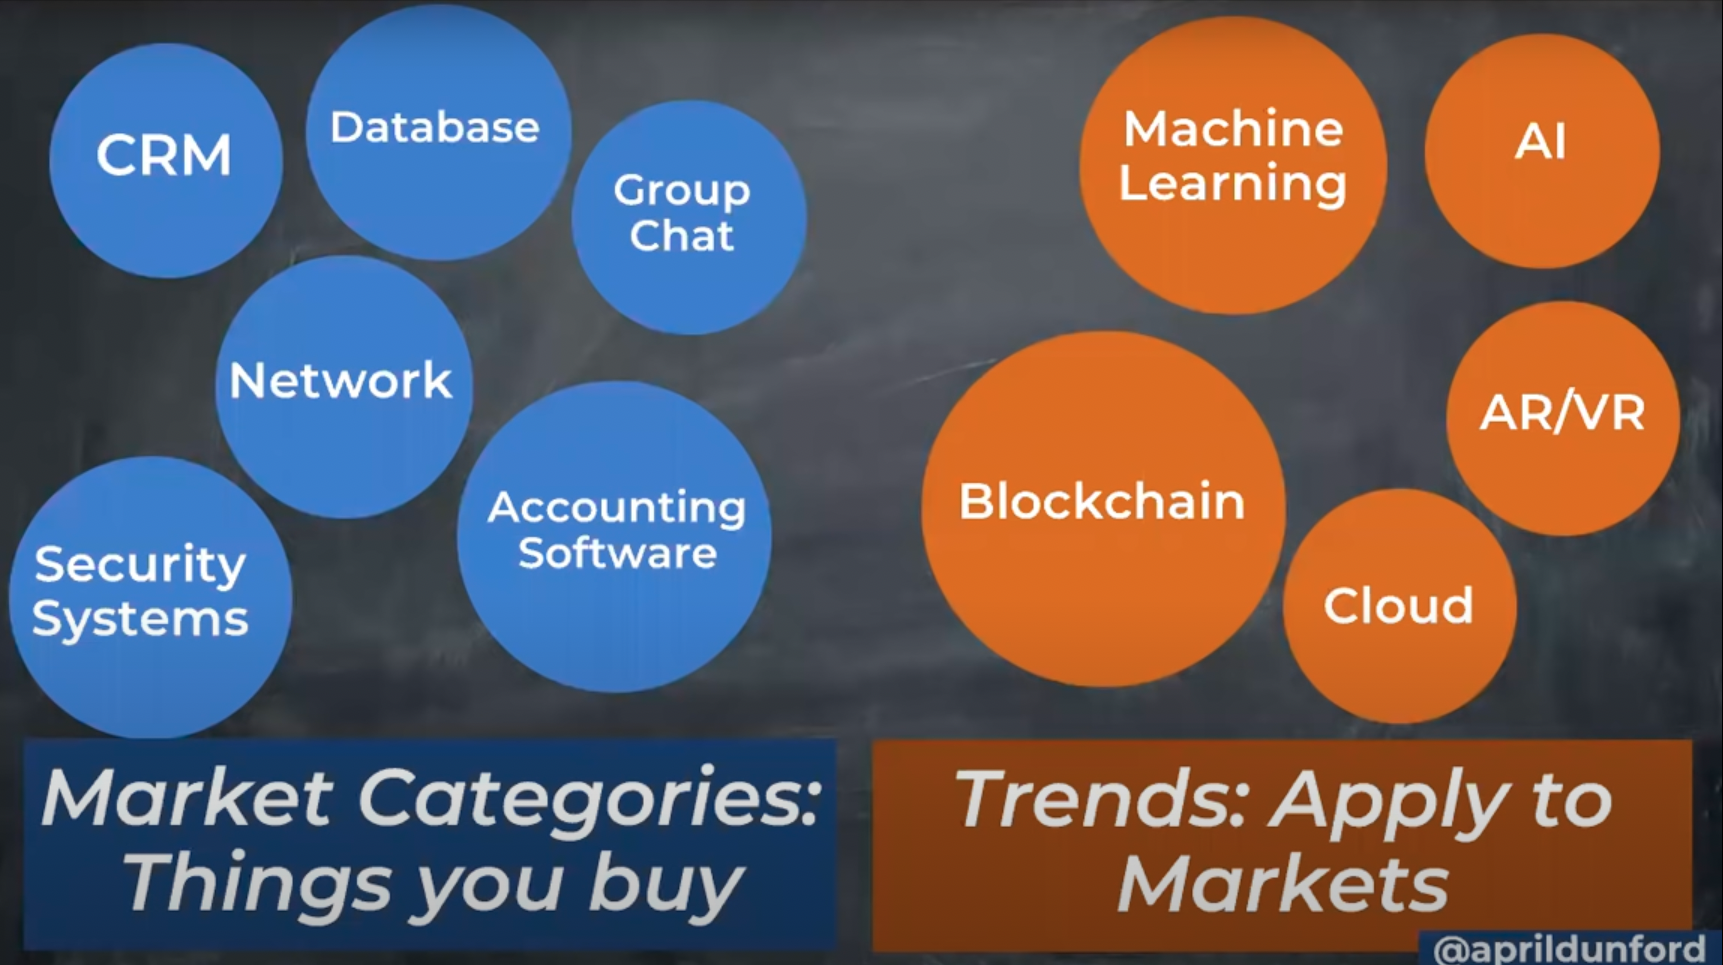 CRM
Database
Group
Chat
Network
Accounting
Software
Security
Systems
Market Categories:
Things you buy
Machine
Learning
AI
AR/VR
Blockchain
Cloud
Trends: Apply to
Markets
@aprildunford